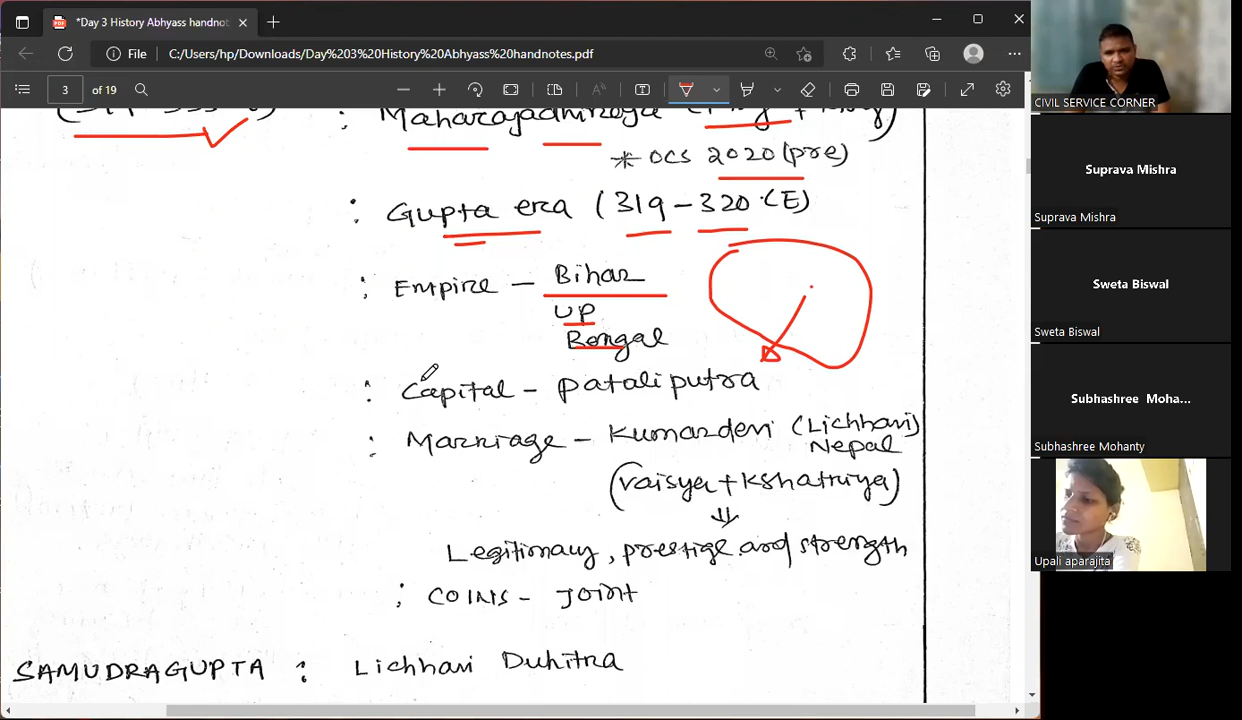 *Day 3 History Abhyass handnot
File C:/Users/hp/Downloads/Day%203%20History%20Abhyass%20handnotes.pdf
3 of 19
: Maharajadhiraja
* OCS 2020 (pre)
: Gupta era (319 - 320 CE)
: Empire - Bihar
UP
Bengal
: Capital - Pataliputra
: Marriage - Kumardevi (Lichhavi)
Nepal
(Vaisya + Kshatriya)
⇓
Legitimacy, prestige and strength
: COINS - Joint
SAMUDRAGUPTA : Lichhavi Duhitra
CIVIL SERVICE CORNER
Suprava Mishra
Suprava Mishra
Sweta Biswal
Sweta Biswal
Subhashree Moha...
Subhashree Mohanty
Upali aparajita